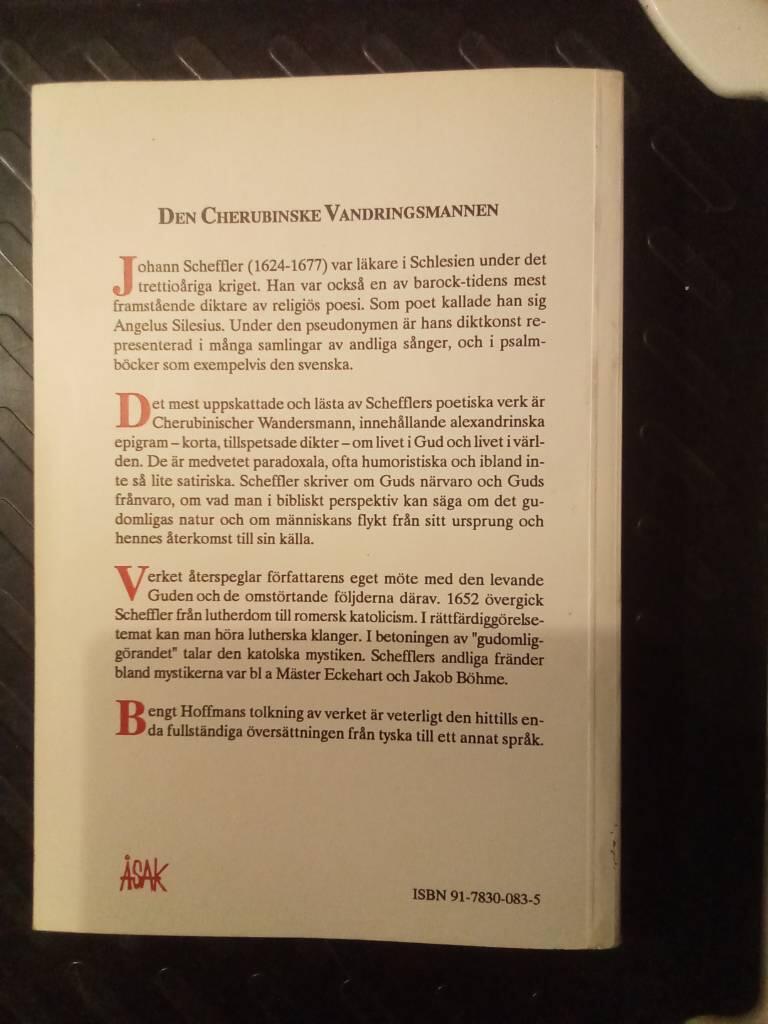 DEN CHERUBINSKE VANDRINGSMANNEN
Johann Scheffler (1624-1677) var läkare i Schlesien under det
trettioåriga kriget. Han var också en av barock-tidens mest
framstående diktare av religiös poesi. Som poet kallade han sig
Angelus Silesius. Under den pseudonymen är hans diktkonst re-
presenterad i många samlingar av andliga sånger, och i psalm-
böcker som exempelvis den svenska.
Det mest uppskattade och lästa av Schefflers poetiska verk är
Cherubinischer Wandersmann, innehållande alexandrinska
epigram – korta, tillspetsade dikter – om livet i Gud och livet i värl-
den. De är medvetet paradoxala, ofta humoristiska och ibland in-
te så lite satiriska. Scheffler skriver om Guds närvaro och Guds
frånvaro, om vad man i bibliskt perspektiv kan säga om det gu-
domligas natur och om människans flykt från sitt ursprung och
hennes återkomst till sin källa.
Verket återspeglar författarens eget möte med den levande
Guden och de omstörtande följderna därav. 1652 övergick
Scheffler från lutherdom till romersk katolicism. I rättfärdiggörelse-
temat kan man höra lutherska klanger. I betoningen av "gudomlig-
görandet" talar den katolska mystiken. Schefflers andliga fränder
bland mystikerna var bl a Mäster Eckehart och Jakob Böhme.
Bengt Hoffmans tolkning av verket är veterligt den hittills en-
da fullständiga översättningen från tyska till ett annat språk.
ÅSAK
ISBN 91-7830-083-5